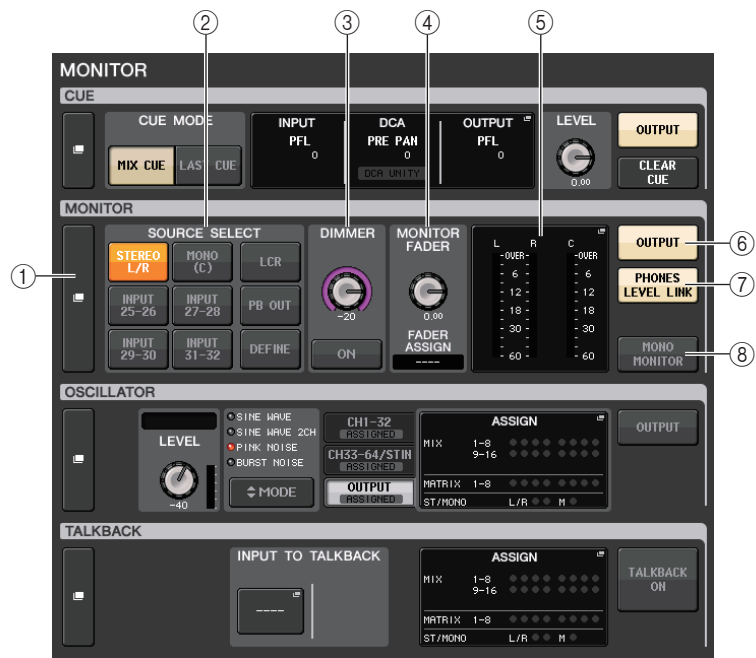 ② ③ ④ ⑤
MONITOR
CUE
CUE MODE
MIX CUE
LAST CUE
INPUT
PFL
0
DCA
PRE PAN
0
DCA UNITY
OUTPUT
PFL
0
LEVEL
0.00
OUTPUT
CLEAR
CUE
MONITOR
①
SOURCE SELECT
STEREO
L/R
MONO
(C)
LCR
INPUT
25-26
INPUT
27-28
PB OUT
INPUT
29-30
INPUT
31-32
DEFINE
DIMMER
-20
ON
MONITOR
FADER
0.00
FADER
ASSIGN
----
L R C
-OVER- -OVER
- 6 - - 6
- 12 - - 12
- 18 - - 18
- 30 - - 30
- 60 - - 60
OUTPUT
⑥
PHONES
LEVEL LINK
⑦
MONO
MONITOR
⑧
OSCILLATOR
LEVEL
-40
SINE WAVE
SINE WAVE 2CH
PINK NOISE
BURST NOISE
MODE
CH1-32
ASSIGNED
CH33-64/STIN
ASSIGNED
OUTPUT
ASSIGNED
ASSIGN
MIX 1-8
9-16
MATRIX 1-8
ST/MONO L/R M
OUTPUT
TALKBACK
INPUT TO TALKBACK
----
ASSIGN
MIX 1-8
9-16
MATRIX 1-8
ST/MONO L/R M
TALKBACK
ON